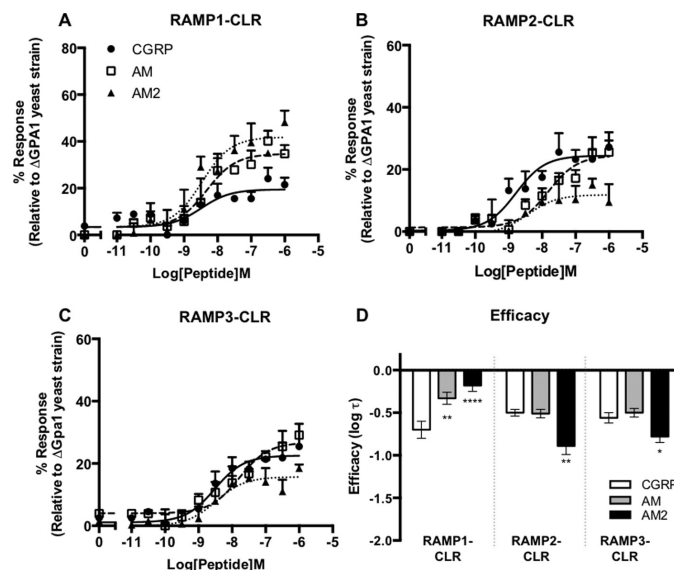 A
RAMP1-CLR
CGRP
AM
AM2
% Response
(Relative to ΔGPA1 yeast strain)
60
40
20
0
0
-11
-10
-9
-8
-7
-6
-5
Log[Peptide]M
B
RAMP2-CLR
% Response
(Relative to ΔGPA1 yeast strain)
60
40
20
0
0
-11
-10
-9
-8
-7
-6
-5
Log[Peptide]M
C
RAMP3-CLR
% Response
(Relative to ΔGpa1 yeast strain)
60
40
20
0
0
-11
-10
-9
-8
-7
-6
-5
Log[Peptide]M
D
Efficacy
Efficacy (log τ)
0.0
-0.5
-1.0
-1.5
-2.0
**
****
**
*
CGRP
AM
AM2
RAMP1-
CLR
RAMP2-
CLR
RAMP3-
CLR